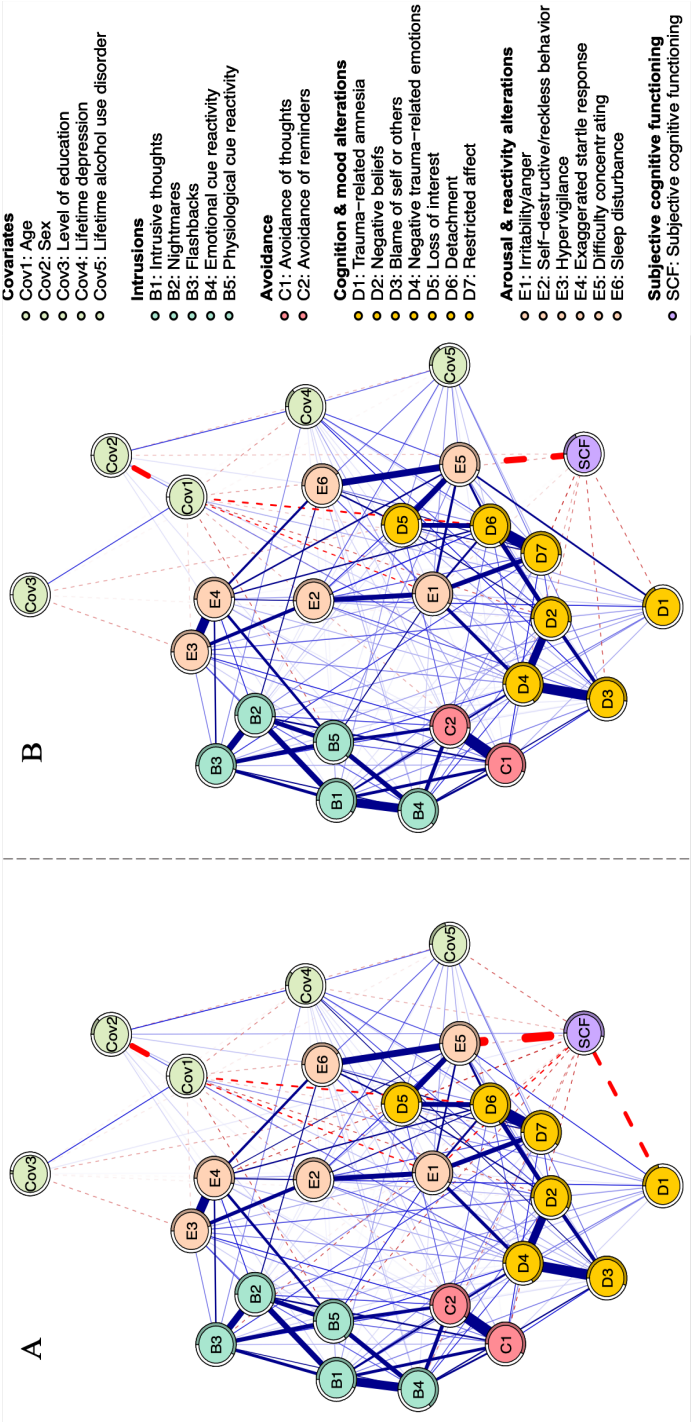 A
Cov3
Cov2
Cov1
E3
E4
B3
B2
E2
E6
Cov4
B1
B5
D5
B4
C2
E1
E5
Cov5
C1
D4
D6
D2
D7
D3
SCF
D1
B
Cov3
Cov2
Cov1
E3
E4
B3
B2
E2
E6
Cov4
B1
B5
D5
B4
C2
E1
E5
Cov5
C1
D4
D6
D2
D7
D3
SCF
D1
Covariates
Cov1: Age
Cov2: Sex
Cov3: Level of education
Cov4: Lifetime depression
Cov5: Lifetime alcohol use disorder
Intrusions
B1: Intrusive thoughts
B2: Nightmares
B3: Flashbacks
B4: Emotional cue reactivity
B5: Physiological cue reactivity
Avoidance
C1: Avoidance of thoughts
C2: Avoidance of reminders
Cognition & mood alterations
D1: Trauma−related amnesia
D2: Negative beliefs
D3: Blame of self or others
D4: Negative trauma−related emotions
D5: Loss of interest
D6: Detachment
D7: Restricted affect
Arousal & reactivity alterations
E1: Irritability/anger
E2: Self−destructive/reckless behavior
E3: Hypervigilance
E4: Exaggerated startle response
E5: Difficulty concentrating
E6: Sleep disturbance
Subjective cognitive functioning
SCF: Subjective cognitive functioning